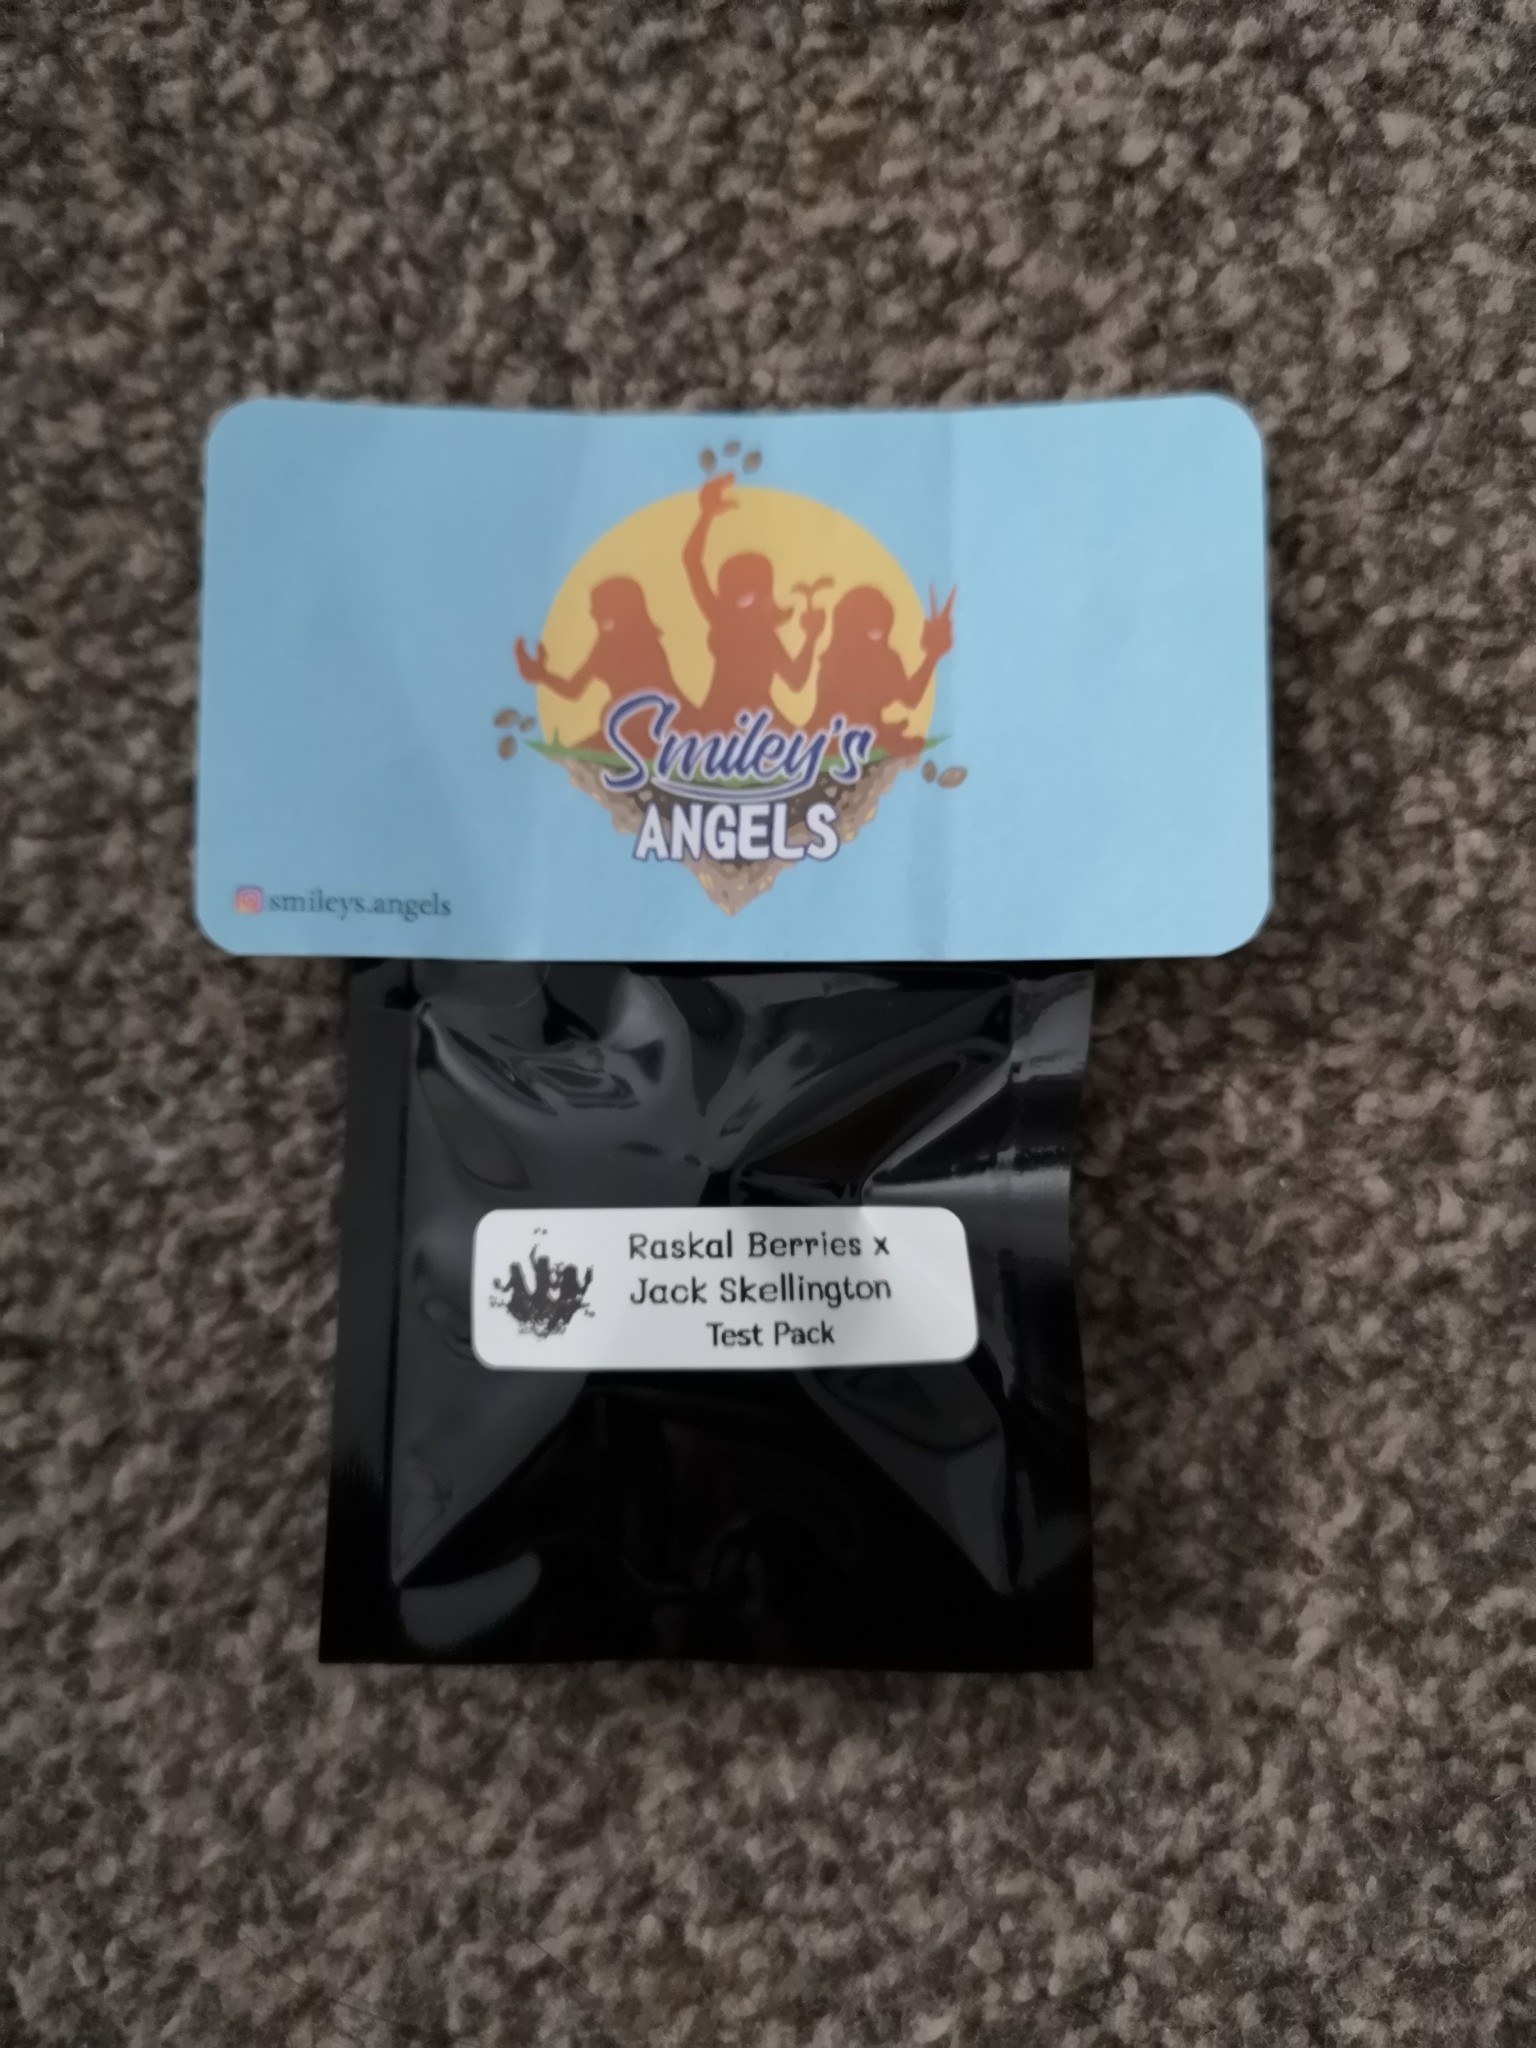 Smiley's
ANGELS
smileys.angels
Raskal Berries x
Jack Skellington
Test Pack